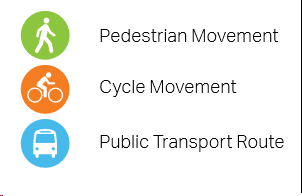 Pedestrian Movement
Cycle Movement
Public Transport Route